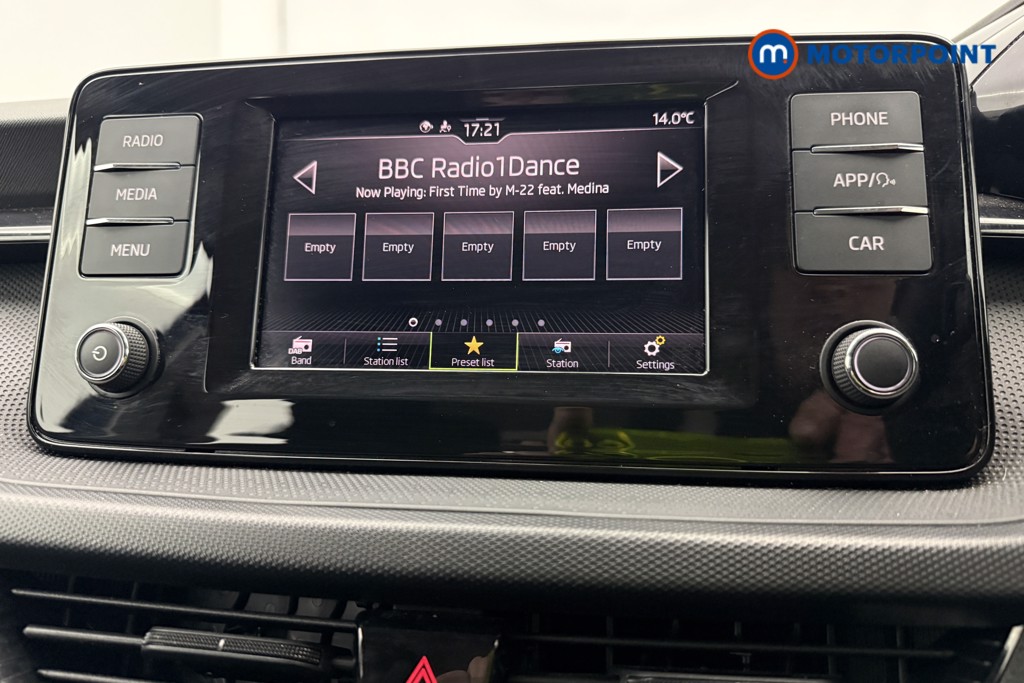 m MOTORPOINT
RADIO
MEDIA
MENU
17:21
14.0°C
BBC Radio1Dance
Now Playing: First Time by M-22 feat. Medina
Empty Empty Empty Empty Empty
DAB
Band Station list Preset list Station Settings
PHONE
APP/
CAR